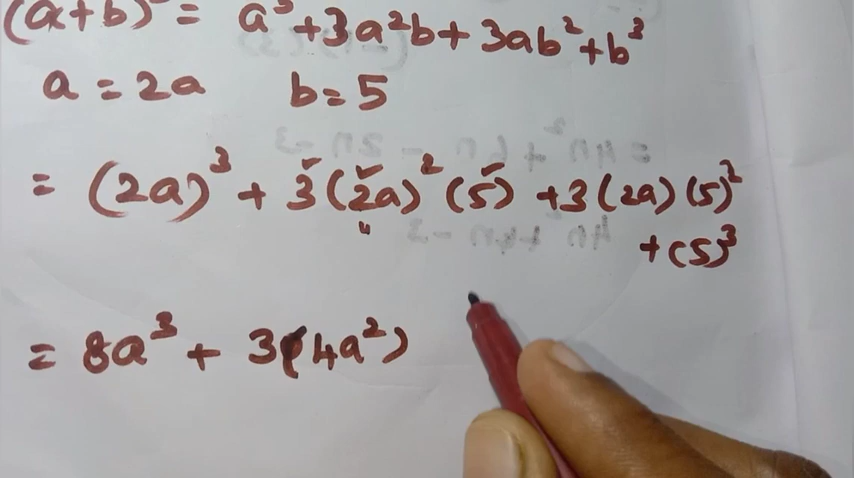 (a+b) = a³+3a²b+3ab²+b³
a=2a b=5
= (2a)³ + 3(2a)²(5) +3(2a)(5)²
+(5)³
= 8a³ + 3(4a²)